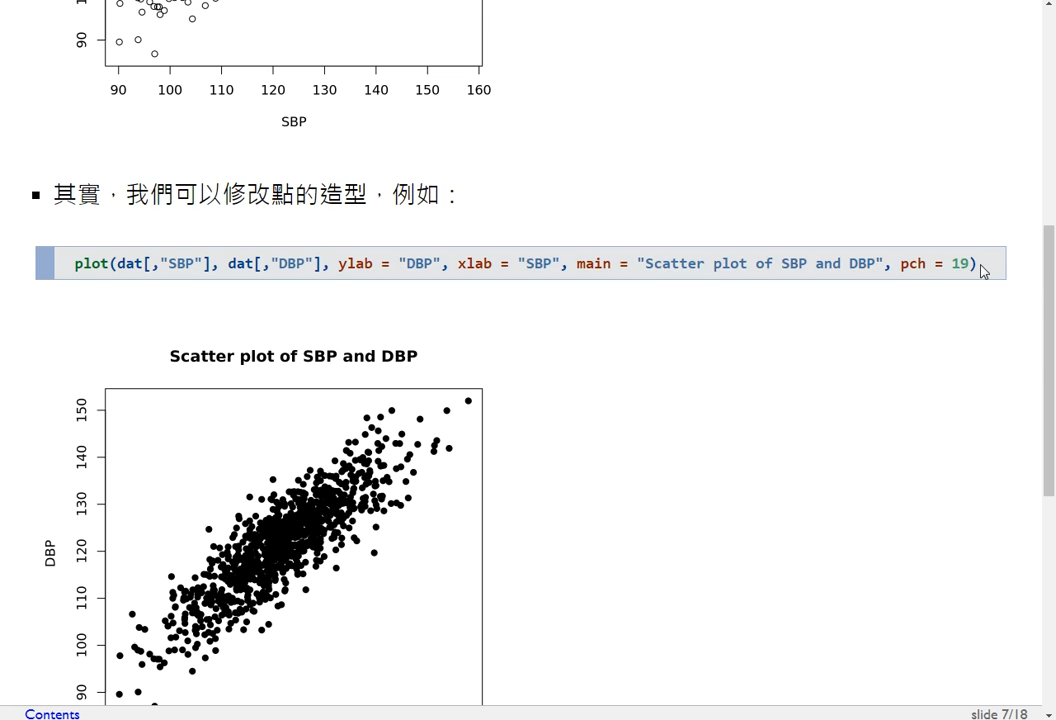 90
90 100 110 120 130 140 150 160
SBP
其實，我們可以修改點的造型，例如：
plot(dat[,"SBP"], dat[,"DBP"], ylab = "DBP", xlab = "SBP", main = "Scatter plot of SBP and DBP", pch = 19)
Scatter plot of SBP and DBP
150
140
130
120
110
100
90
DBP
Contents
slide 7/18